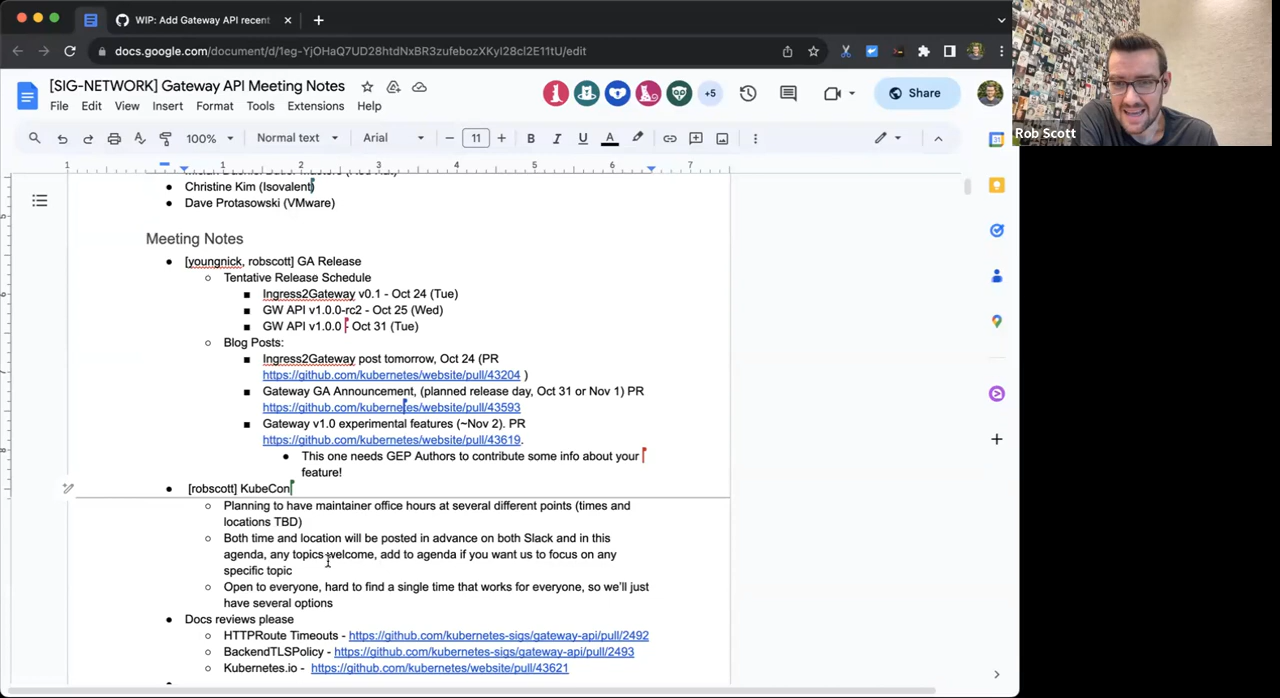 WIP: Add Gateway API recent
docs.google.com/document/d/1eg-YjOHaQ7UD28htdNxBR3zufebozXKyI28cl2E11tU/edit
[SIG-NETWORK] Gateway API Meeting Notes
+5
Share
File Edit View Insert Format Tools Extensions Help
100% Normal text Arial 11 B I U A
1 1 2 3 4 5 6 7
Christine Kim (Isovalent)
Dave Protasowski (VMware)
Meeting Notes
[youngnick, robscott] GA Release
Tentative Release Schedule
Ingress2Gateway v0.1 - Oct 24 (Tue)
GW API v1.0.0-rc2 - Oct 25 (Wed)
GW API v1.0.0 - Oct 31 (Tue)
Blog Posts:
Ingress2Gateway post tomorrow, Oct 24 (PR
https://github.com/kubernetes/website/pull/43204 )
Gateway GA Announcement, (planned release day, Oct 31 or Nov 1) PR
https://github.com/kubernetes/website/pull/43593
Gateway v1.0 experimental features (~Nov 2). PR
https://github.com/kubernetes/website/pull/43619.
This one needs GEP Authors to contribute some info about your
feature!
[robscott] KubeCon
Planning to have maintainer office hours at several different points (times and
locations TBD)
Both time and location will be posted in advance on both Slack and in this
agenda, any topics welcome, add to agenda if you want us to focus on any
specific topic
Open to everyone, hard to find a single time that works for everyone, so we'll just
have several options
Docs reviews please
HTTPRoute Timeouts - https://github.com/kubernetes-sigs/gateway-api/pull/2492
BackendTLSPolicy - https://github.com/kubernetes-sigs/gateway-api/pull/2493
Kubernetes.io - https://github.com/kubernetes/website/pull/43621
Rob Scott